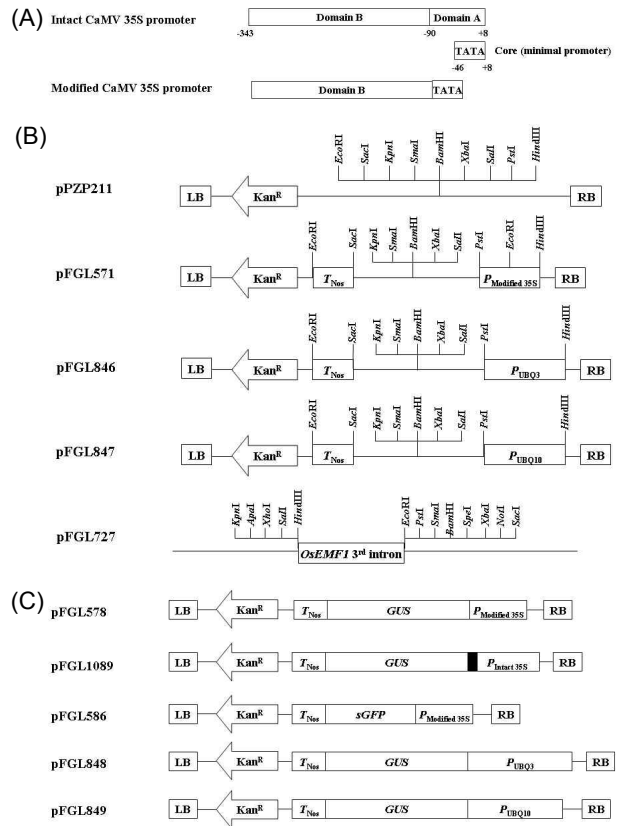 (A)
Intact CaMV 35S promoter
Domain B
Domain A
-343
-90
+8
TATA
Core (minimal promoter)
-46
+8
Modified CaMV 35S promoter
Domain B
TATA
(B)
EcoRI
SacI
KpnI
SmaI
BamHI
XbaI
SalI
PstI
HindIII
pPZP211
LB
KanR
RB
EcoRI
SacI
KpnI
SmaI
BamHI
XbaI
SalI
PstI
EcoRI
HindIII
pFGL571
LB
KanR
TNos
PModified 35S
RB
EcoRI
SacI
KpnI
SmaI
BamHI
XbaI
SalI
PstI
HindIII
pFGL846
LB
KanR
TNos
PUBQ3
RB
EcoRI
SacI
KpnI
SmaI
BamHI
XbaI
SalI
PstI
HindIII
pFGL847
LB
KanR
TNos
PUBQ10
RB
KpnI
ApaI
XhoI
SalI
HindIII
EcoRI
PstI
SmaI
BamHI
SpeI
XbaI
NotI
SacI
pFGL727
OsEMF1 3rd intron
(C)
pFGL578
LB
KanR
TNos
GUS
PModified 35S
RB
pFGL1089
LB
KanR
TNos
GUS
PIntact 35S
RB
pFGL586
LB
KanR
TNos
sGFP
PModified 35S
RB
pFGL848
LB
KanR
TNos
GUS
PUBQ3
RB
pFGL849
LB
KanR
TNos
GUS
PUBQ10
RB